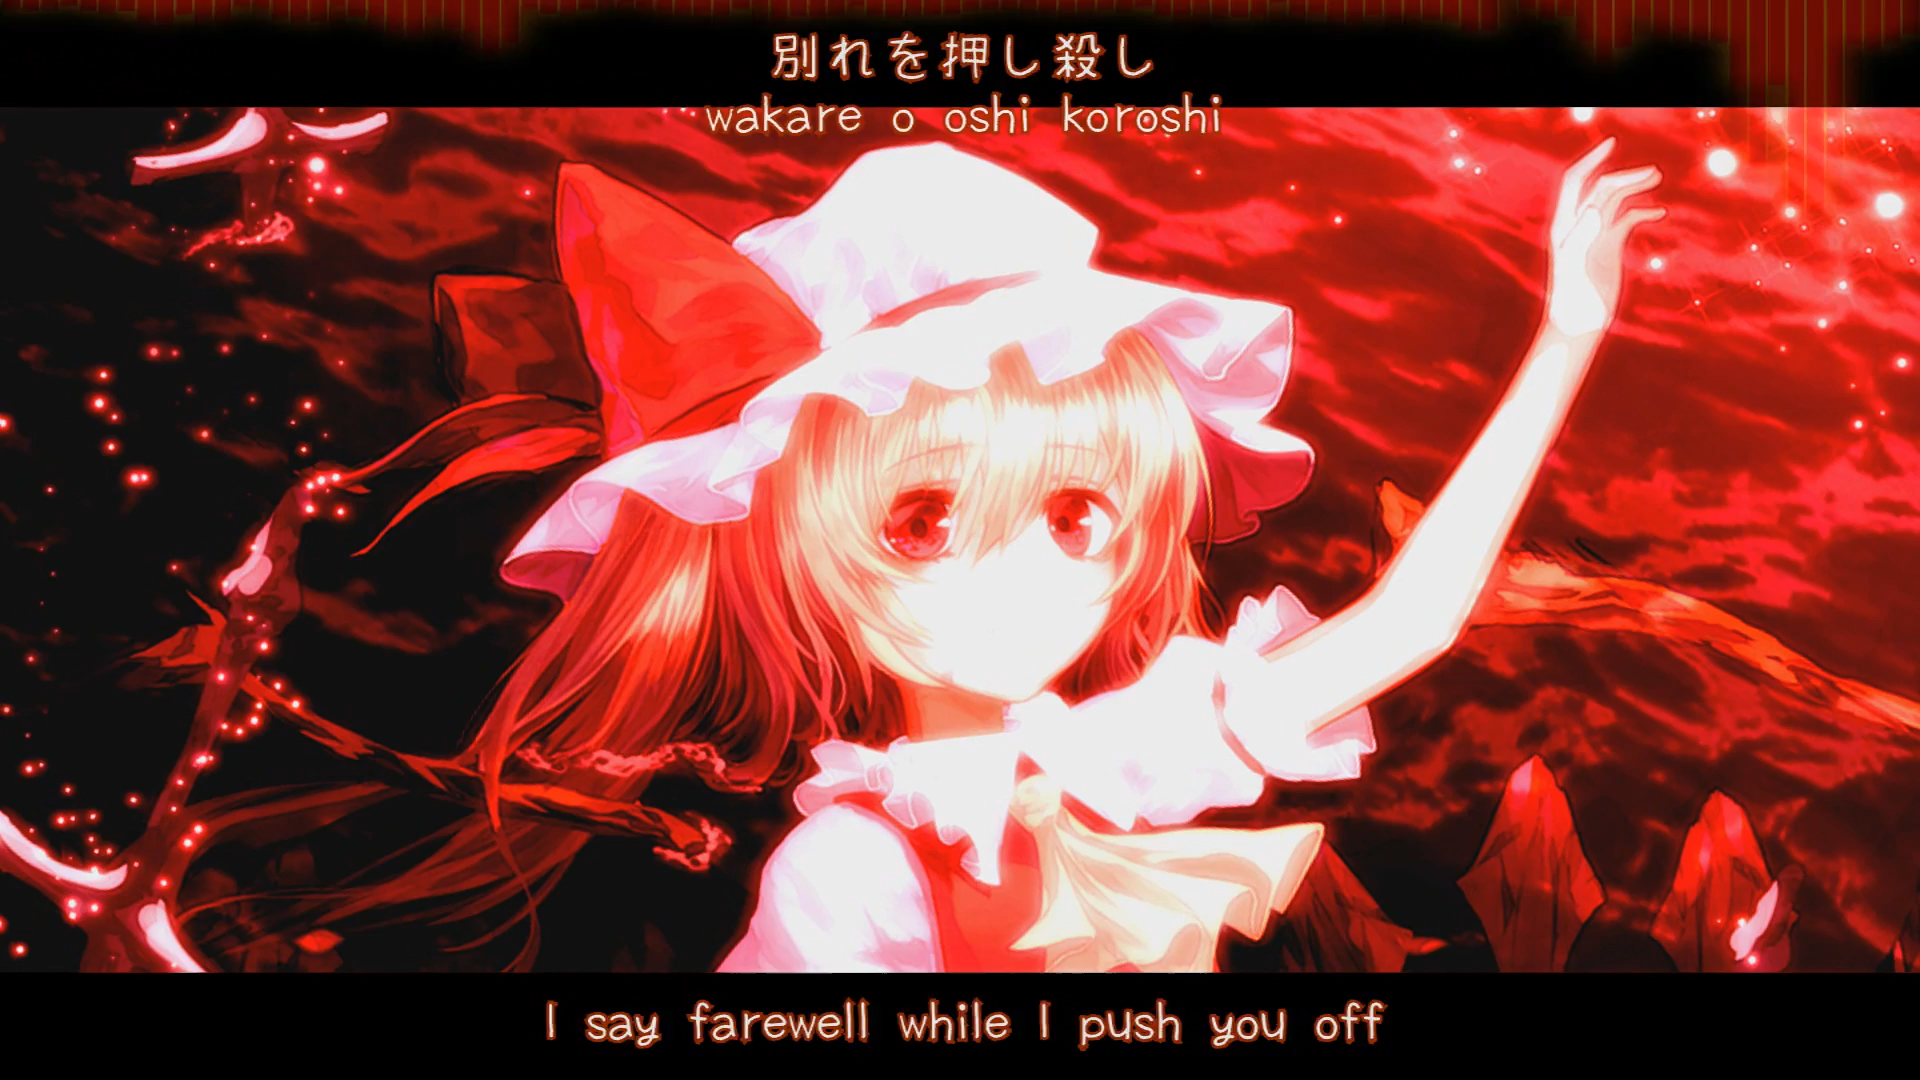 別れを押し殺し
wakare o oshi koroshi
I say farewell while I push you off